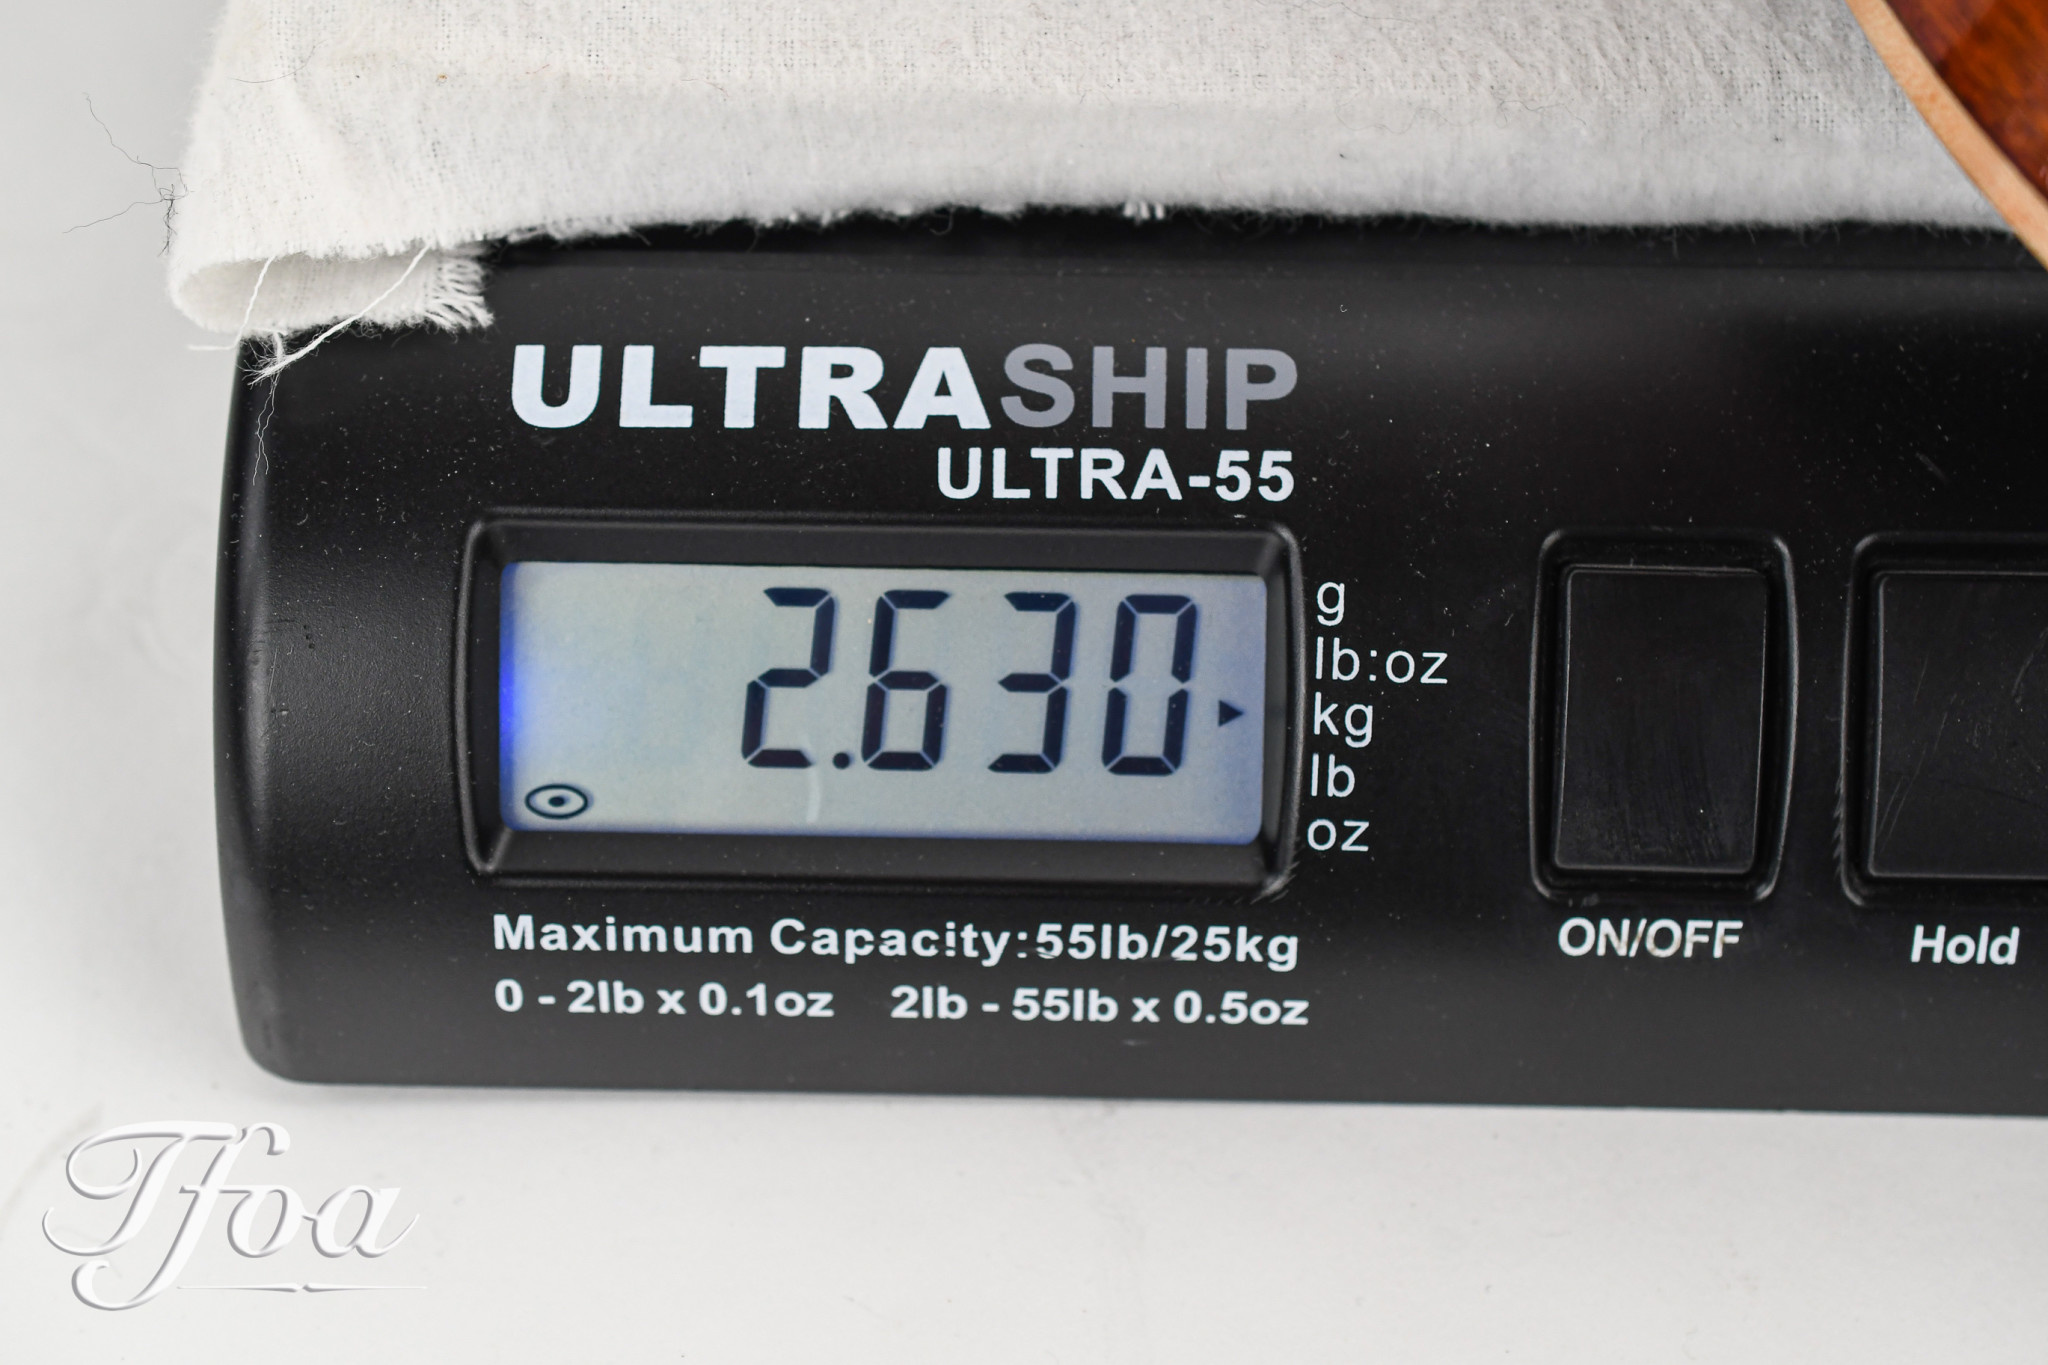 ULTRASHIP
ULTRA-55
2.630
g
lb:oz
kg
lb
oz
ON/OFF
Hold
Maximum Capacity:55lb/25kg
0 - 2lb x 0.1oz 2lb - 55lb x 0.5oz
Tfoa